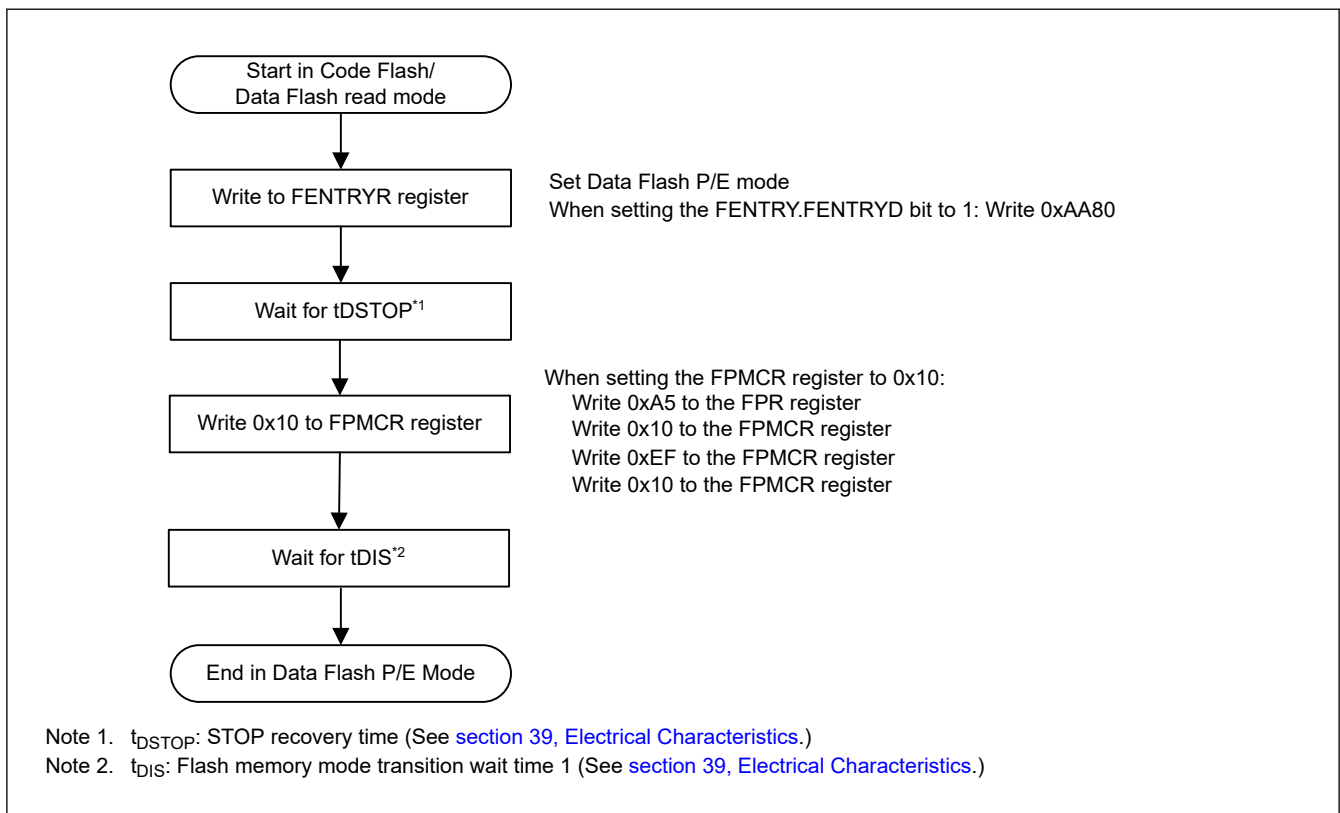 Start in Code Flash/
Data Flash read mode
Write to FENTRYR register
Set Data Flash P/E mode
When setting the FENTRY.FENTRYD bit to 1: Write 0xAA80
Wait for tDSTOP*1
When setting the FPMCR register to 0x10:
Write 0xA5 to the FPR register
Write 0x10 to FPMCR register
Write 0x10 to the FPMCR register
Write 0xEF to the FPMCR register
Write 0x10 to the FPMCR register
Wait for tDIS*2
End in Data Flash P/E Mode
Note 1. tDSTOP: STOP recovery time (See section 39, Electrical Characteristics.)
Note 2. tDIS: Flash memory mode transition wait time 1 (See section 39, Electrical Characteristics.)